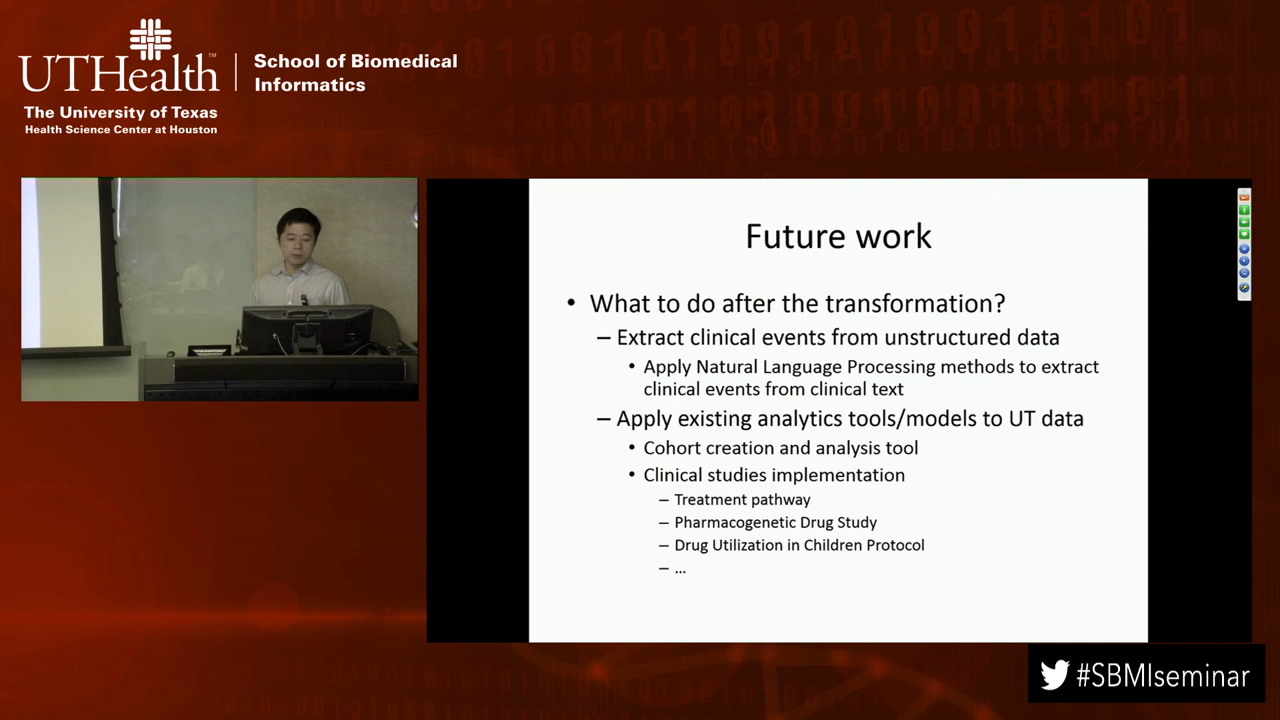 UTHealth™
The University of Texas
Health Science Center at Houston
School of Biomedical
Informatics
Future work
• What to do after the transformation?
– Extract clinical events from unstructured data
• Apply Natural Language Processing methods to extract
clinical events from clinical text
– Apply existing analytics tools/models to UT data
• Cohort creation and analysis tool
• Clinical studies implementation
– Treatment pathway
– Pharmacogenetic Drug Study
– Drug Utilization in Children Protocol
– ...
#SBMIseminar